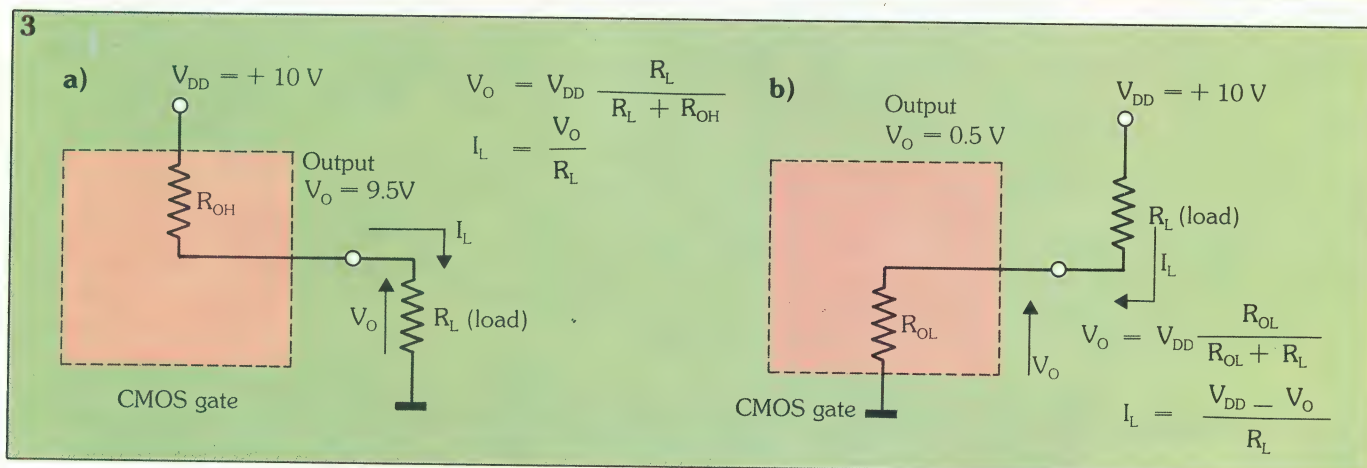 3
a)
V_DD = + 10 V
R_OH
Output
V_O = 9.5V
V_O = V_DD R_L / (R_L + R_OH)
I_L = V_O / R_L
I_L
V_O
R_L (load)
CMOS gate
b)
Output
V_O = 0.5 V
V_DD = + 10 V
R_L (load)
I_L
R_OL
V_O
V_O = V_DD R_OL / (R_OL + R_L)
I_L = (V_DD – V_O) / R_L
CMOS gate